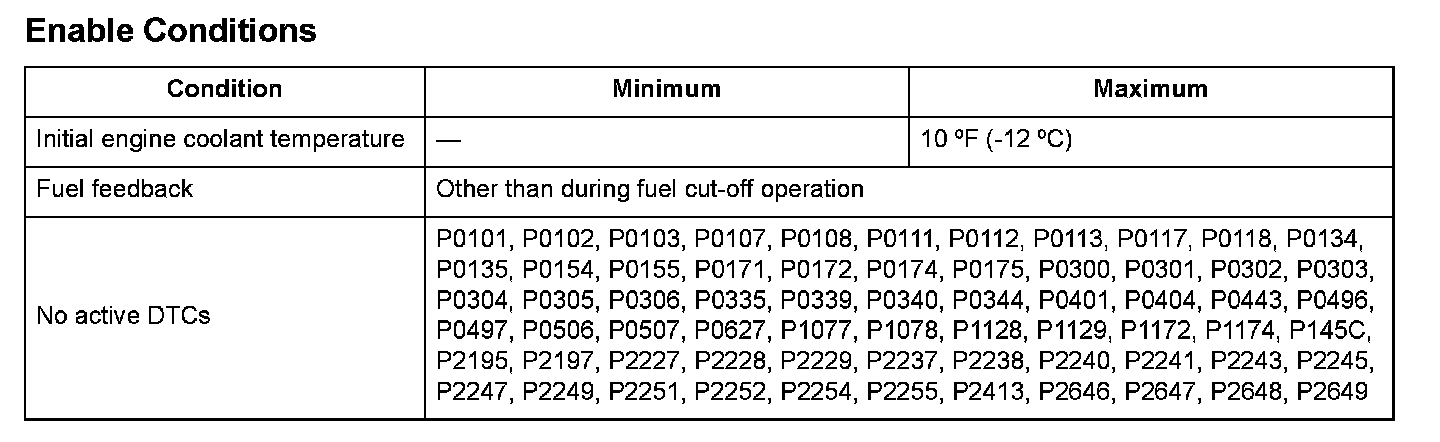 Enable Conditions
Condition Minimum Maximum
Initial engine coolant temperature — 10 ºF (-12 ºC)
Fuel feedback Other than during fuel cut-off operation
No active DTCs
P0101, P0102, P0103, P0107, P0108, P0111, P0112, P0113, P0117, P0118, P0134,
P0135, P0154, P0155, P0171, P0172, P0174, P0175, P0300, P0301, P0302, P0303,
P0304, P0305, P0306, P0335, P0339, P0340, P0344, P0401, P0404, P0443, P0496,
P0497, P0506, P0507, P0627, P1077, P1078, P1128, P1129, P1172, P1174, P145C,
P2195, P2197, P2227, P2228, P2229, P2237, P2238, P2240, P2241, P2243, P2245,
P2247, P2249, P2251, P2252, P2254, P2255, P2413, P2646, P2647, P2648, P2649